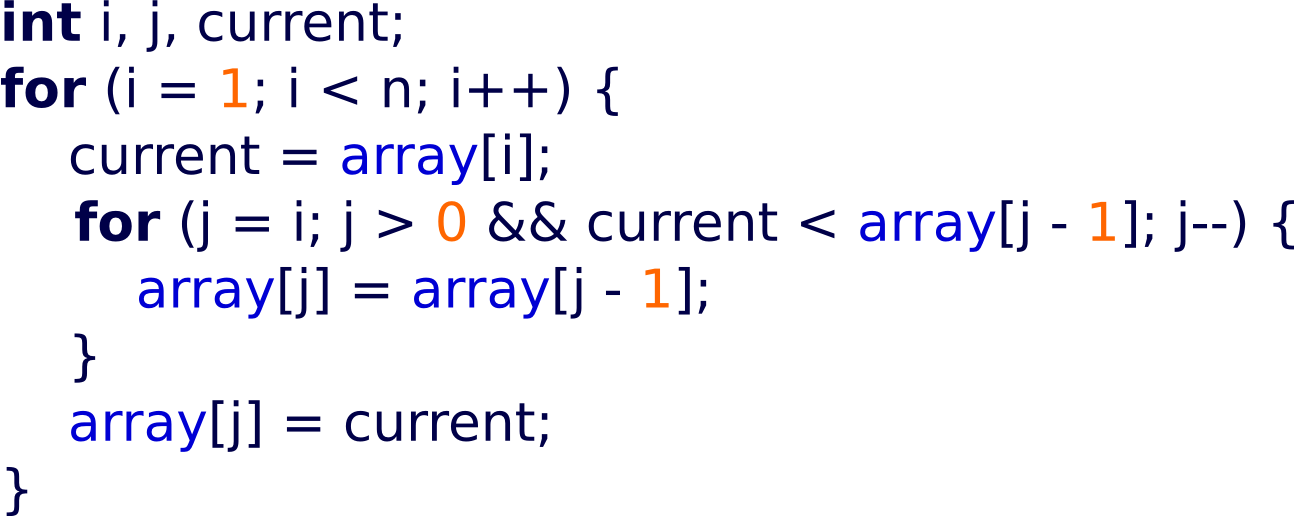 int i, j, current;
for (i = 1; i < n; i++) {
    current = array[i];
    for (j = i; j > 0 && current < array[j - 1]; j--) {
        array[j] = array[j - 1];
    }
    array[j] = current;
}